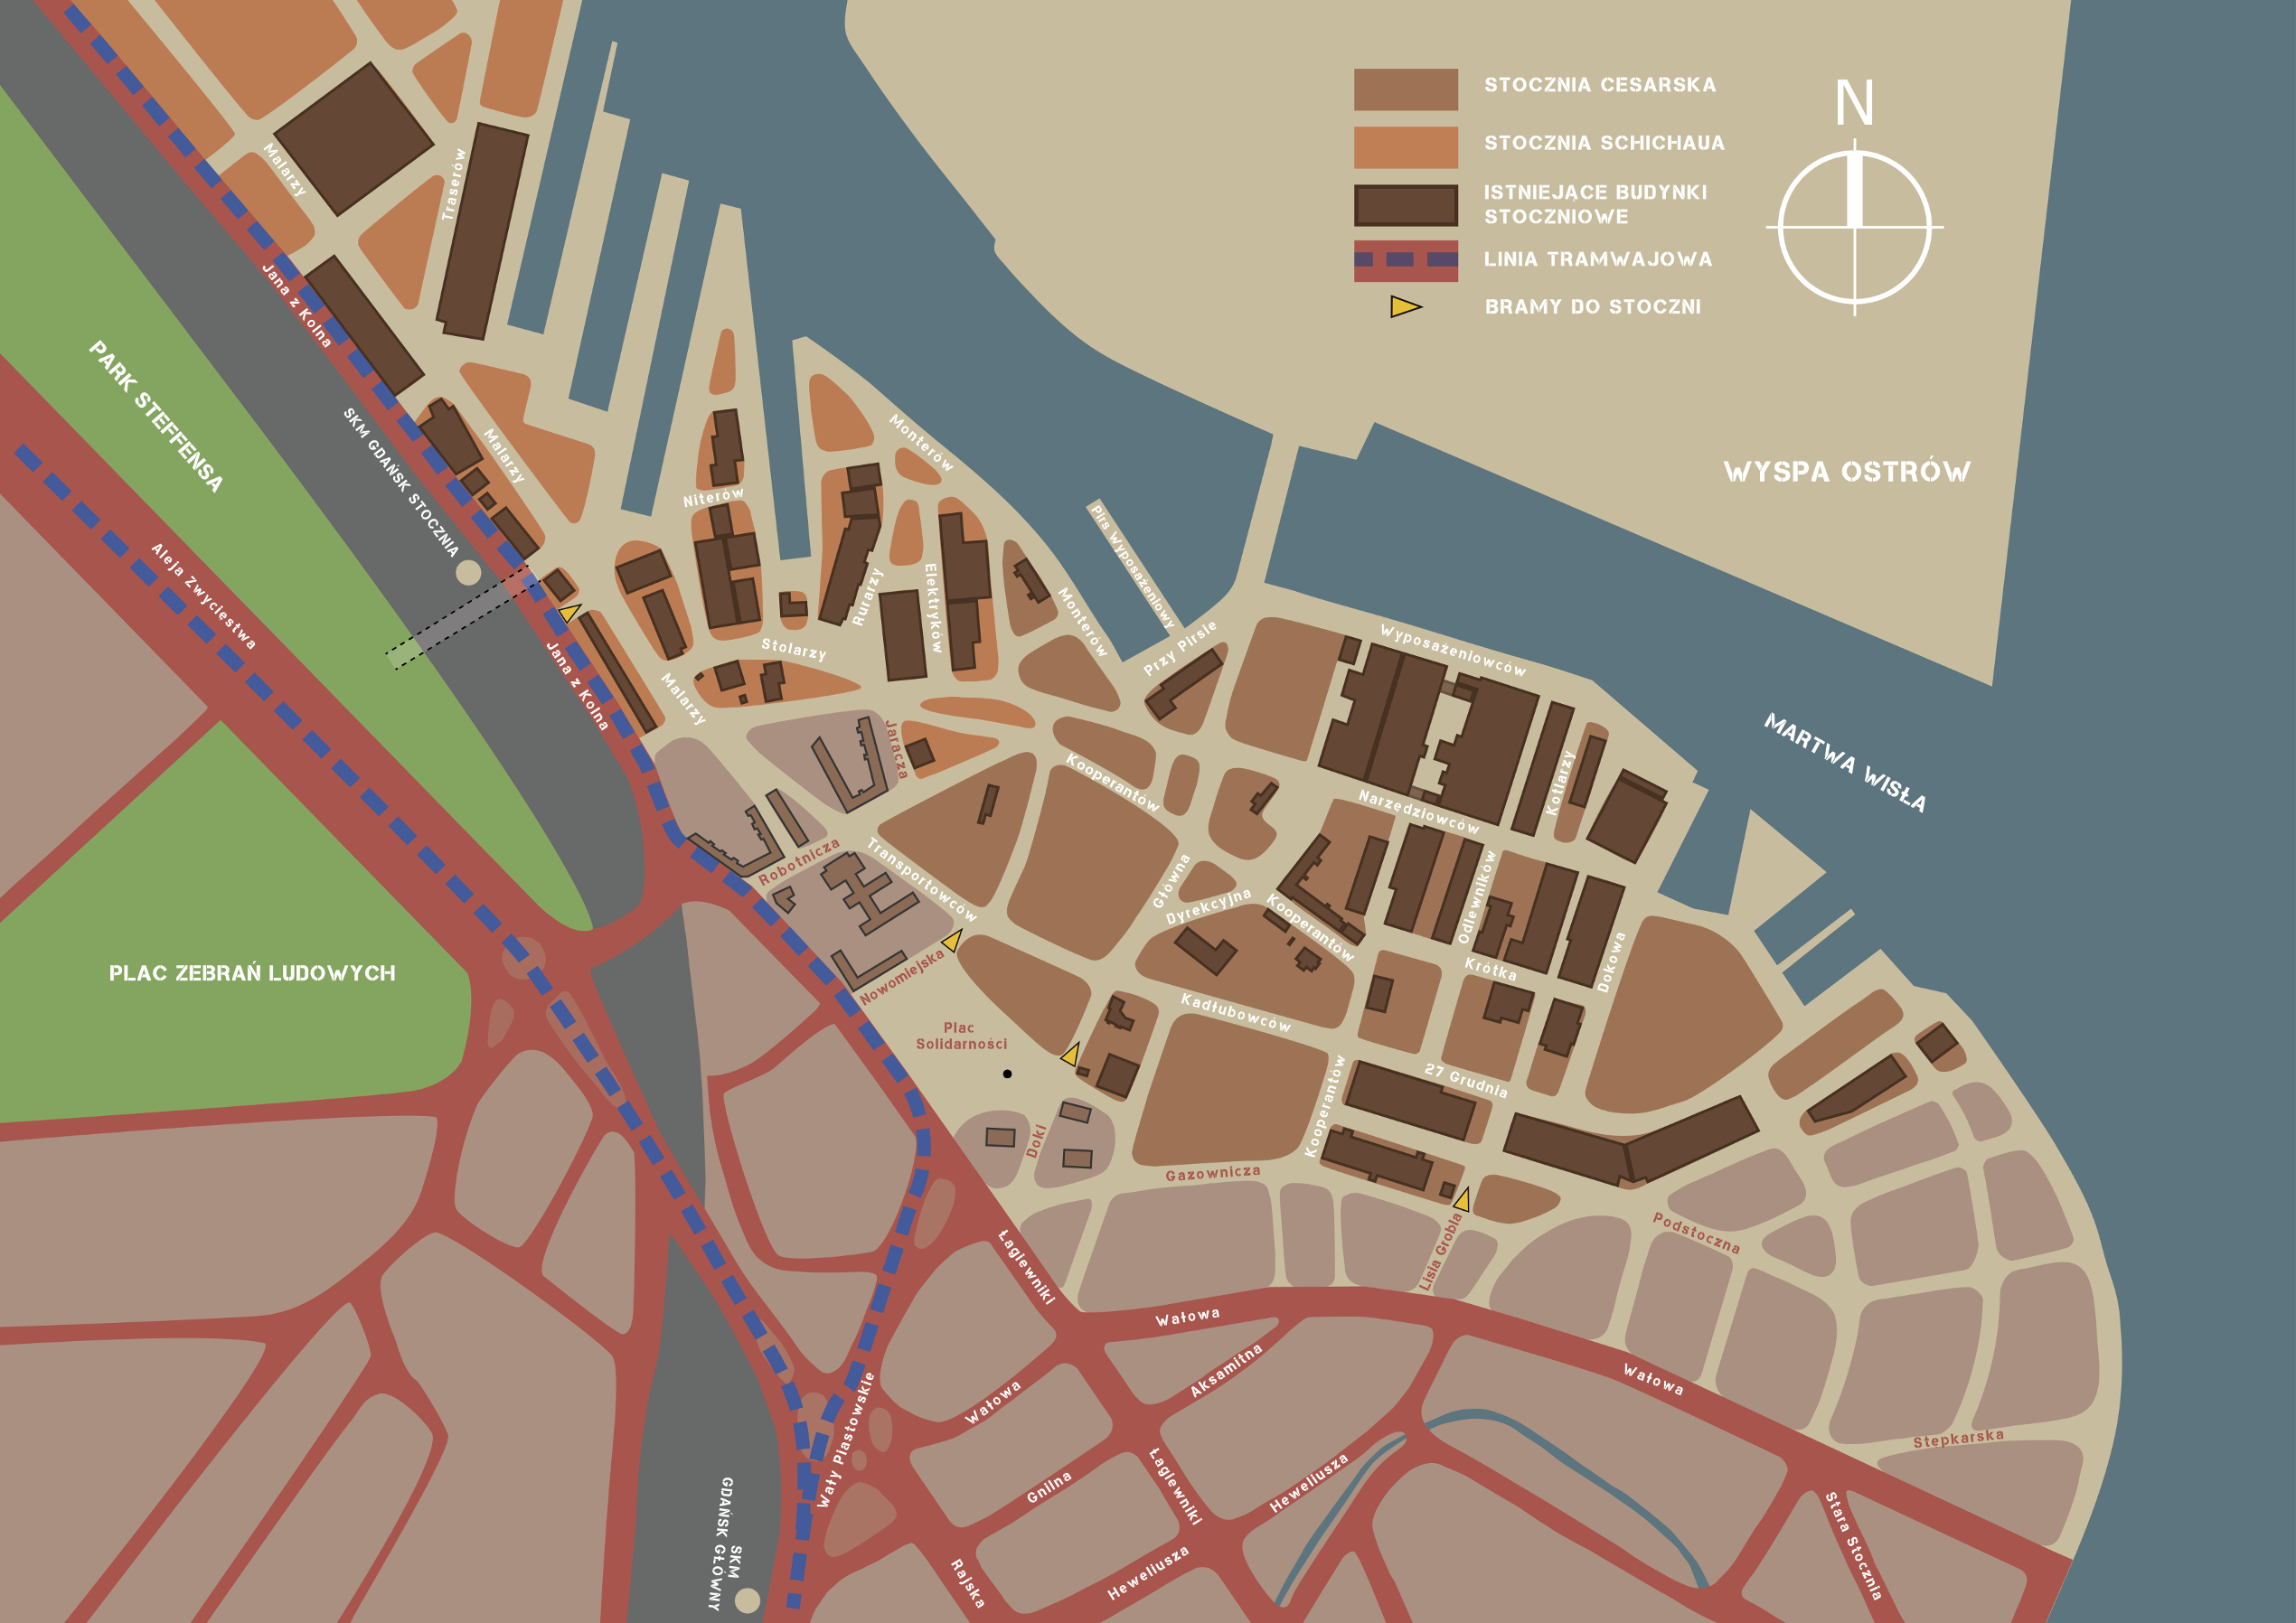 STOCZNIA CESARSKA
STOCZNIA SCHICHAUA
ISTNIEJĄCE BUDYNKI
STOCZNIOWE
LINIA TRAMWAJOWA
BRAMY DO STOCZNI
N
WYSPA OSTRÓW
MARTWA WISŁA
PARK STEFFENSA
PLAC ZEBRAŃ LUDOWYCH
SKM GDAŃSK STOCZNIA
Aleja Zwycięstwa
Jana z Kolna
Jana z Kolna
Malarzy
Traserów
Malarzy
Malarzy
Niterów
Monterów
Stolarzy
Rurarzy
Elektryków
Monterów
Pirs Wyposażeniowy
Przy Pirsie
Wyposażeniowców
Jaracza
Kooperantów
Narzędziowców
Kotlarzy
Robotnicza
Transportowców
Główna
Dyrekcyjna
Kooperantów
Odlewników
Krótka
Dokowa
Nowomiejska
Plac
Solidarności
Kadłubowców
27 Grudnia
Kooperantów
Doki
Gazownicza
Lisia Grobla
Podstoczna
Łagiewniki
Wałowa
Wałowa
Aksamitna
Wałowa
Wały Piastowskie
Gnilna
Łagiewniki
Heweliusza
Heweliusza
Rajska
Stępkarska
Stara Stocznia
SKM
GDAŃSK GŁÓWNY